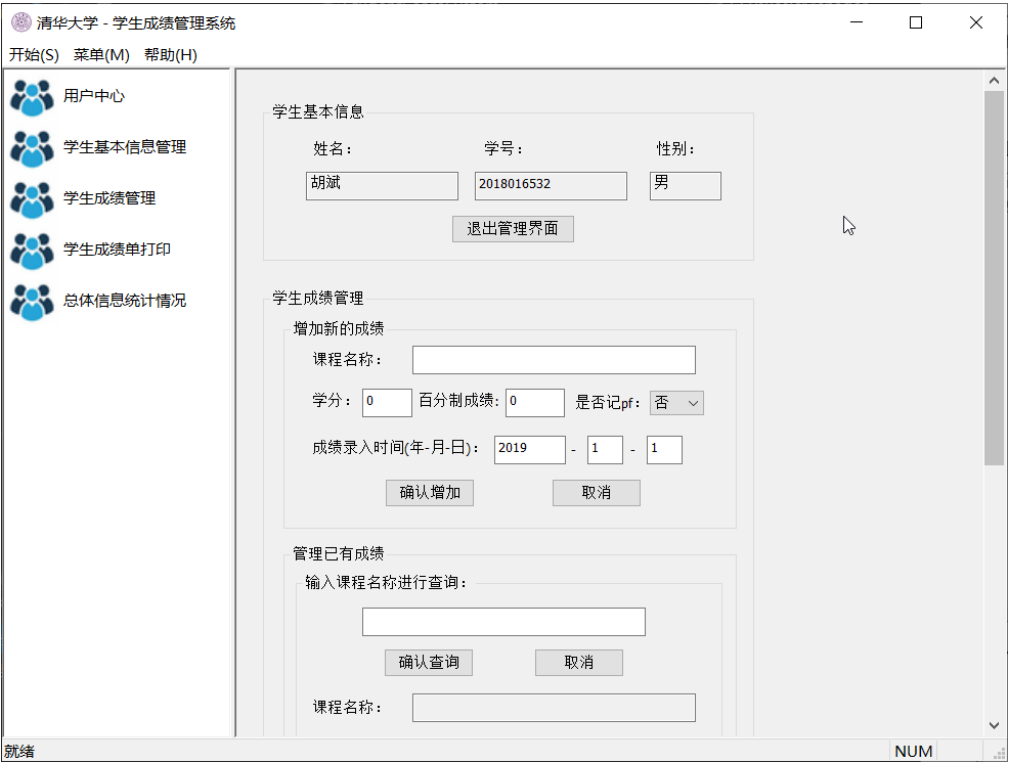 清华大学 - 学生成绩管理系统
开始(S) 菜单(M) 帮助(H)
用户中心
学生基本信息管理
学生成绩管理
学生成绩单打印
总体信息统计情况
学生基本信息
姓名： 学号： 性别：
胡斌 2018016532 男
退出管理界面
学生成绩管理
增加新的成绩
课程名称：
学分： 0 百分制成绩: 0 是否记pf： 否
成绩录入时间(年-月-日)： 2019 - 1 - 1
确认增加 取消
管理已有成绩
输入课程名称进行查询：
确认查询 取消
课程名称：
就绪 NUM